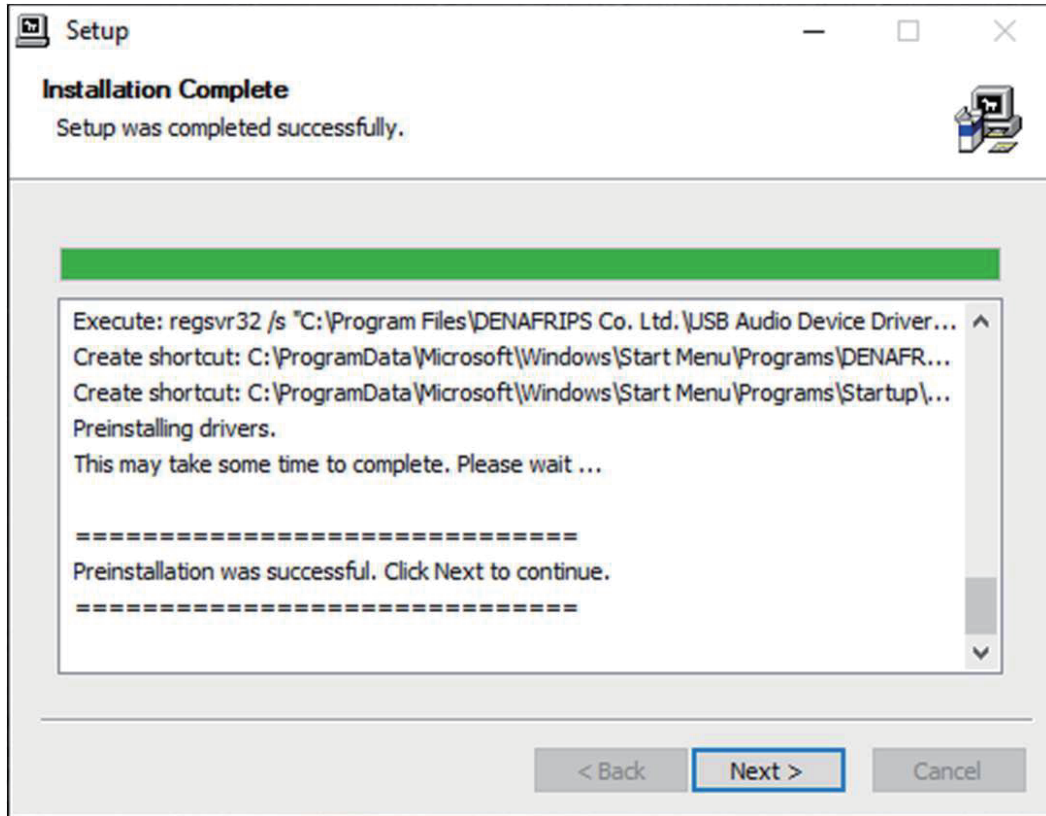 Setup
Installation Complete
Setup was completed successfully.
Execute: regsvr32 /s "C:\Program Files\DENAFRIPS Co. Ltd.\USB Audio Device Driver...
Create shortcut: C:\ProgramData\Microsoft\Windows\Start Menu\Programs\DENAFR...
Create shortcut: C:\ProgramData\Microsoft\Windows\Start Menu\Programs\Startup\...
Preinstalling drivers.
This may take some time to complete. Please wait ...
==============================
Preinstallation was successful. Click Next to continue.
==============================
< Back Next > Cancel